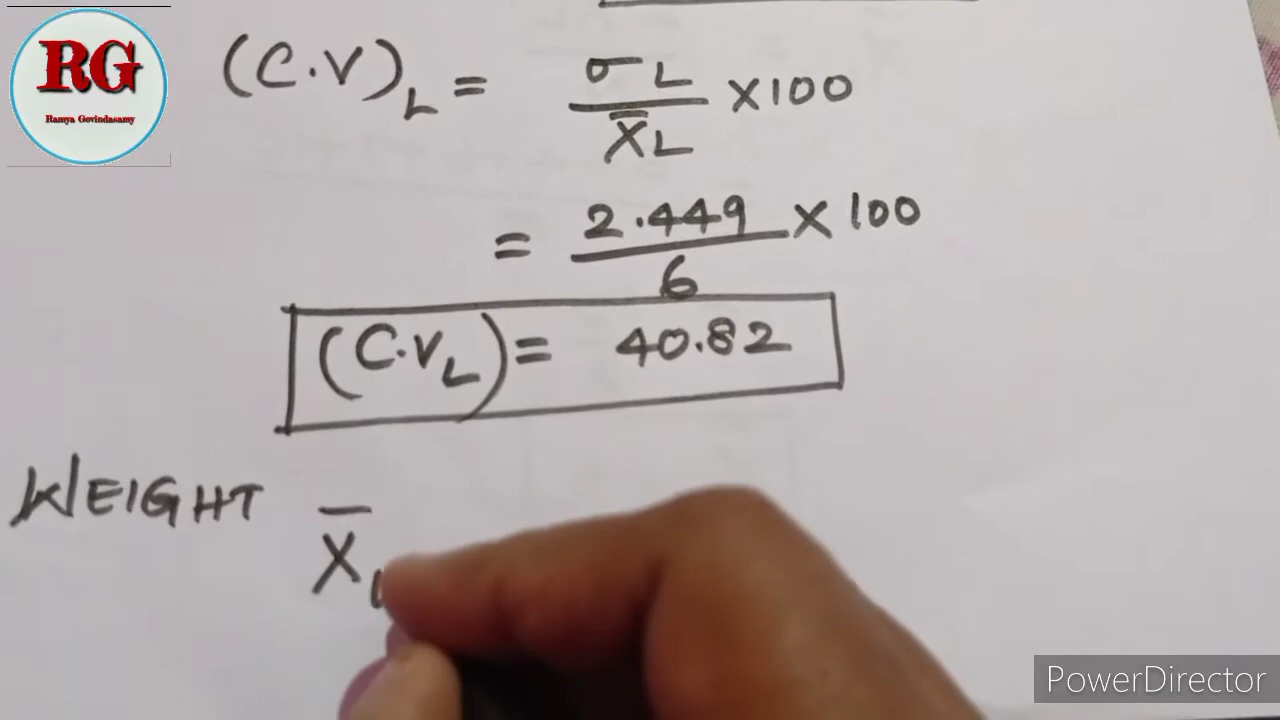 RG
Ramya Govindasamy
(C.V)L = σL / X̄L ×100
= 2.449 / 6 × 100
(C.VL) = 40.82
WEIGHT X̄
PowerDirector